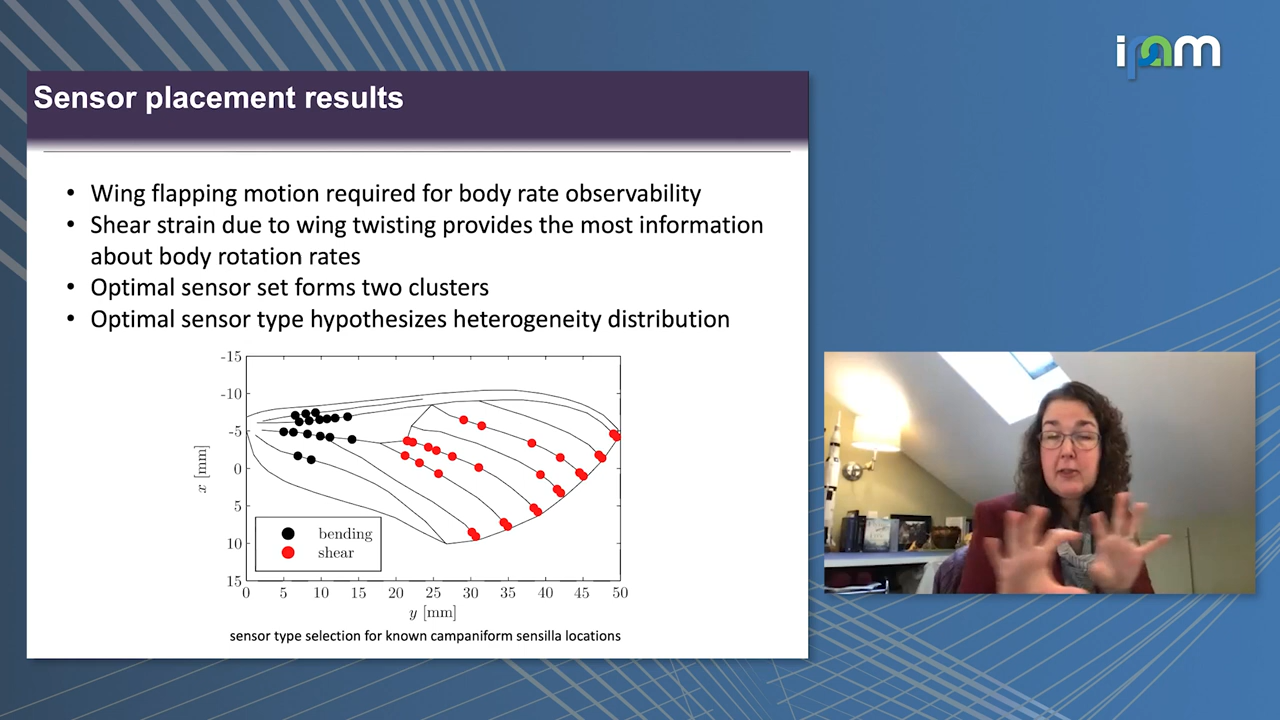 ipam
Sensor placement results
• Wing flapping motion required for body rate observability
• Shear strain due to wing twisting provides the most information
about body rotation rates
• Optimal sensor set forms two clusters
• Optimal sensor type hypothesizes heterogeneity distribution
-15
-10
-5
0
5
10
15
x [mm]
bending
shear
0 5 10 15 20 25 30 35 40 45 50
y [mm]
sensor type selection for known campaniform sensilla locations